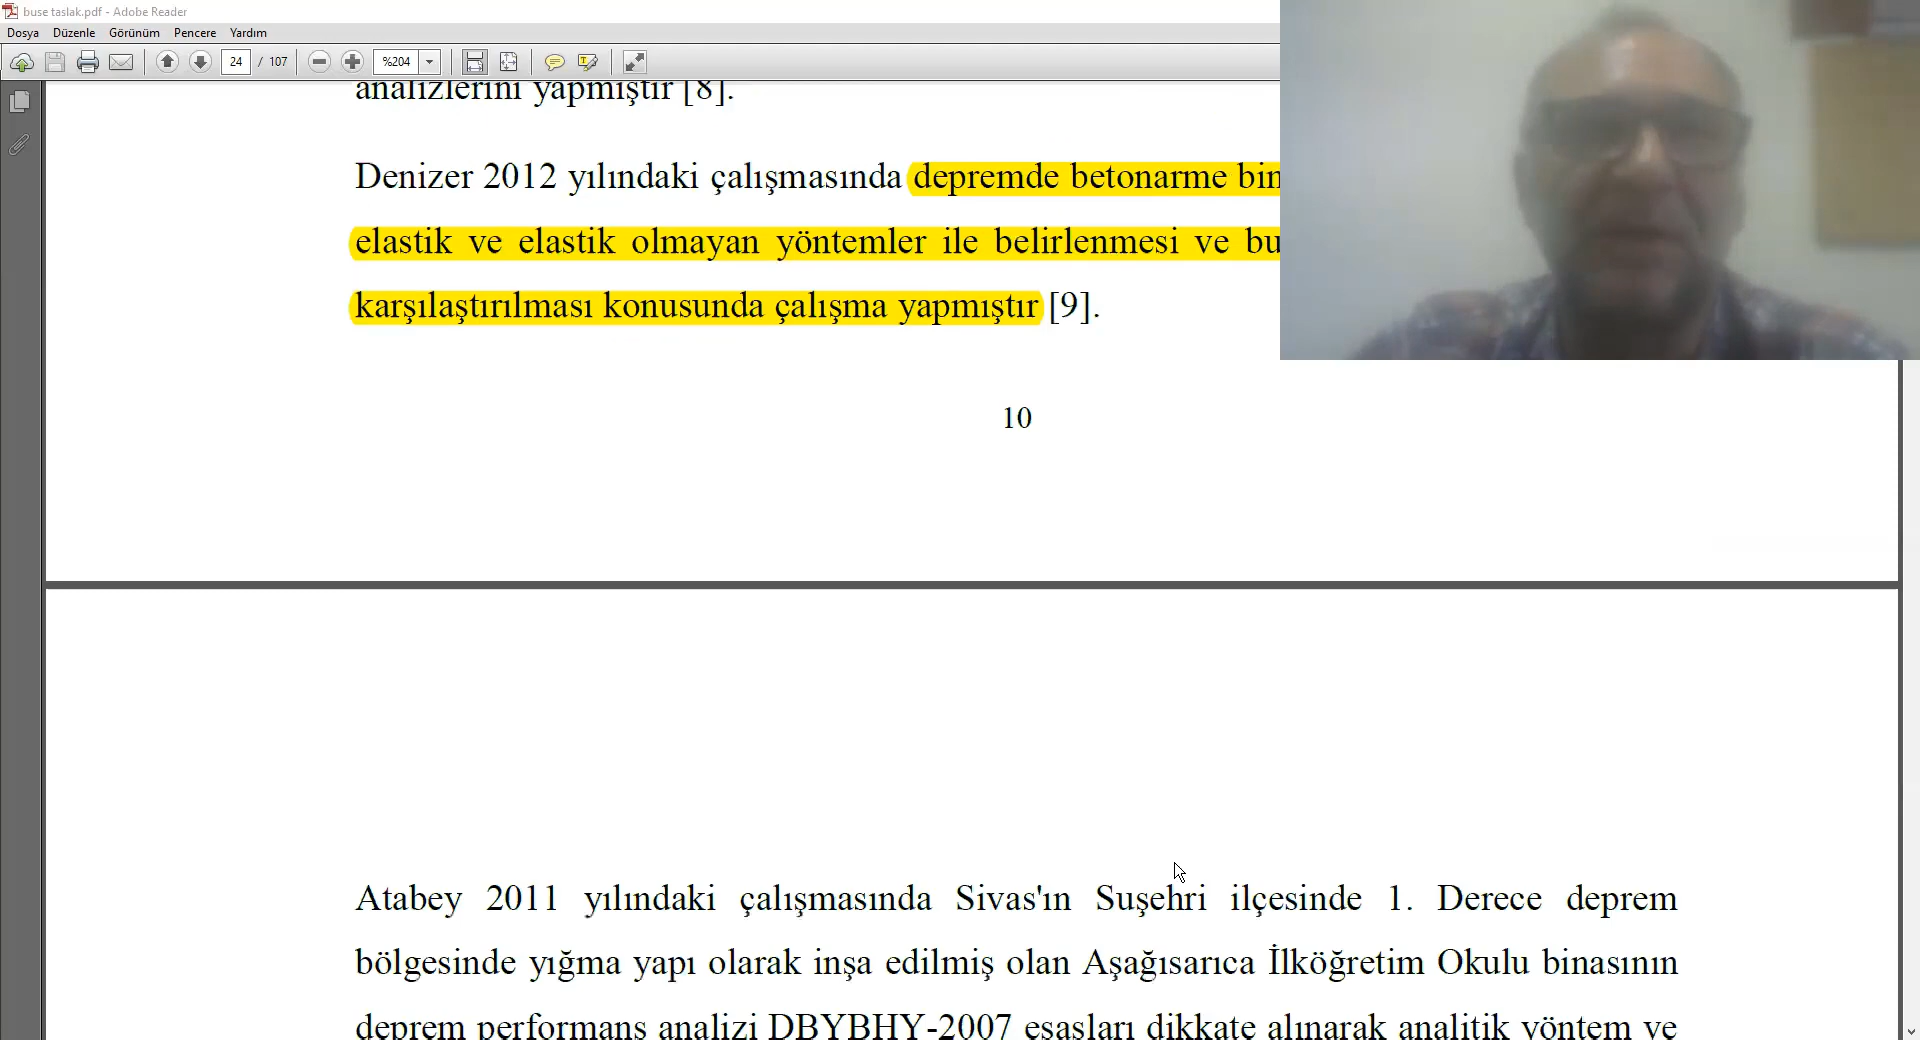 buse taslak.pdf - Adobe Reader
Dosya Düzenle Görünüm Pencere Yardım
24 / 107 %204
analizlerini yapmıştır [8].
Denizer 2012 yılındaki çalışmasında depremde betonarme bin
elastik ve elastik olmayan yöntemler ile belirlenmesi ve bu
karşılaştırılması konusunda çalışma yapmıştır [9].
10
Atabey 2011 yılındaki çalışmasında Sivas'ın Suşehri ilçesinde 1. Derece deprem
bölgesinde yığma yapı olarak inşa edilmiş olan Aşağısarıca İlköğretim Okulu binasının
deprem performans analizi DBYBHY-2007 esasları dikkate alınarak analitik yöntem ve